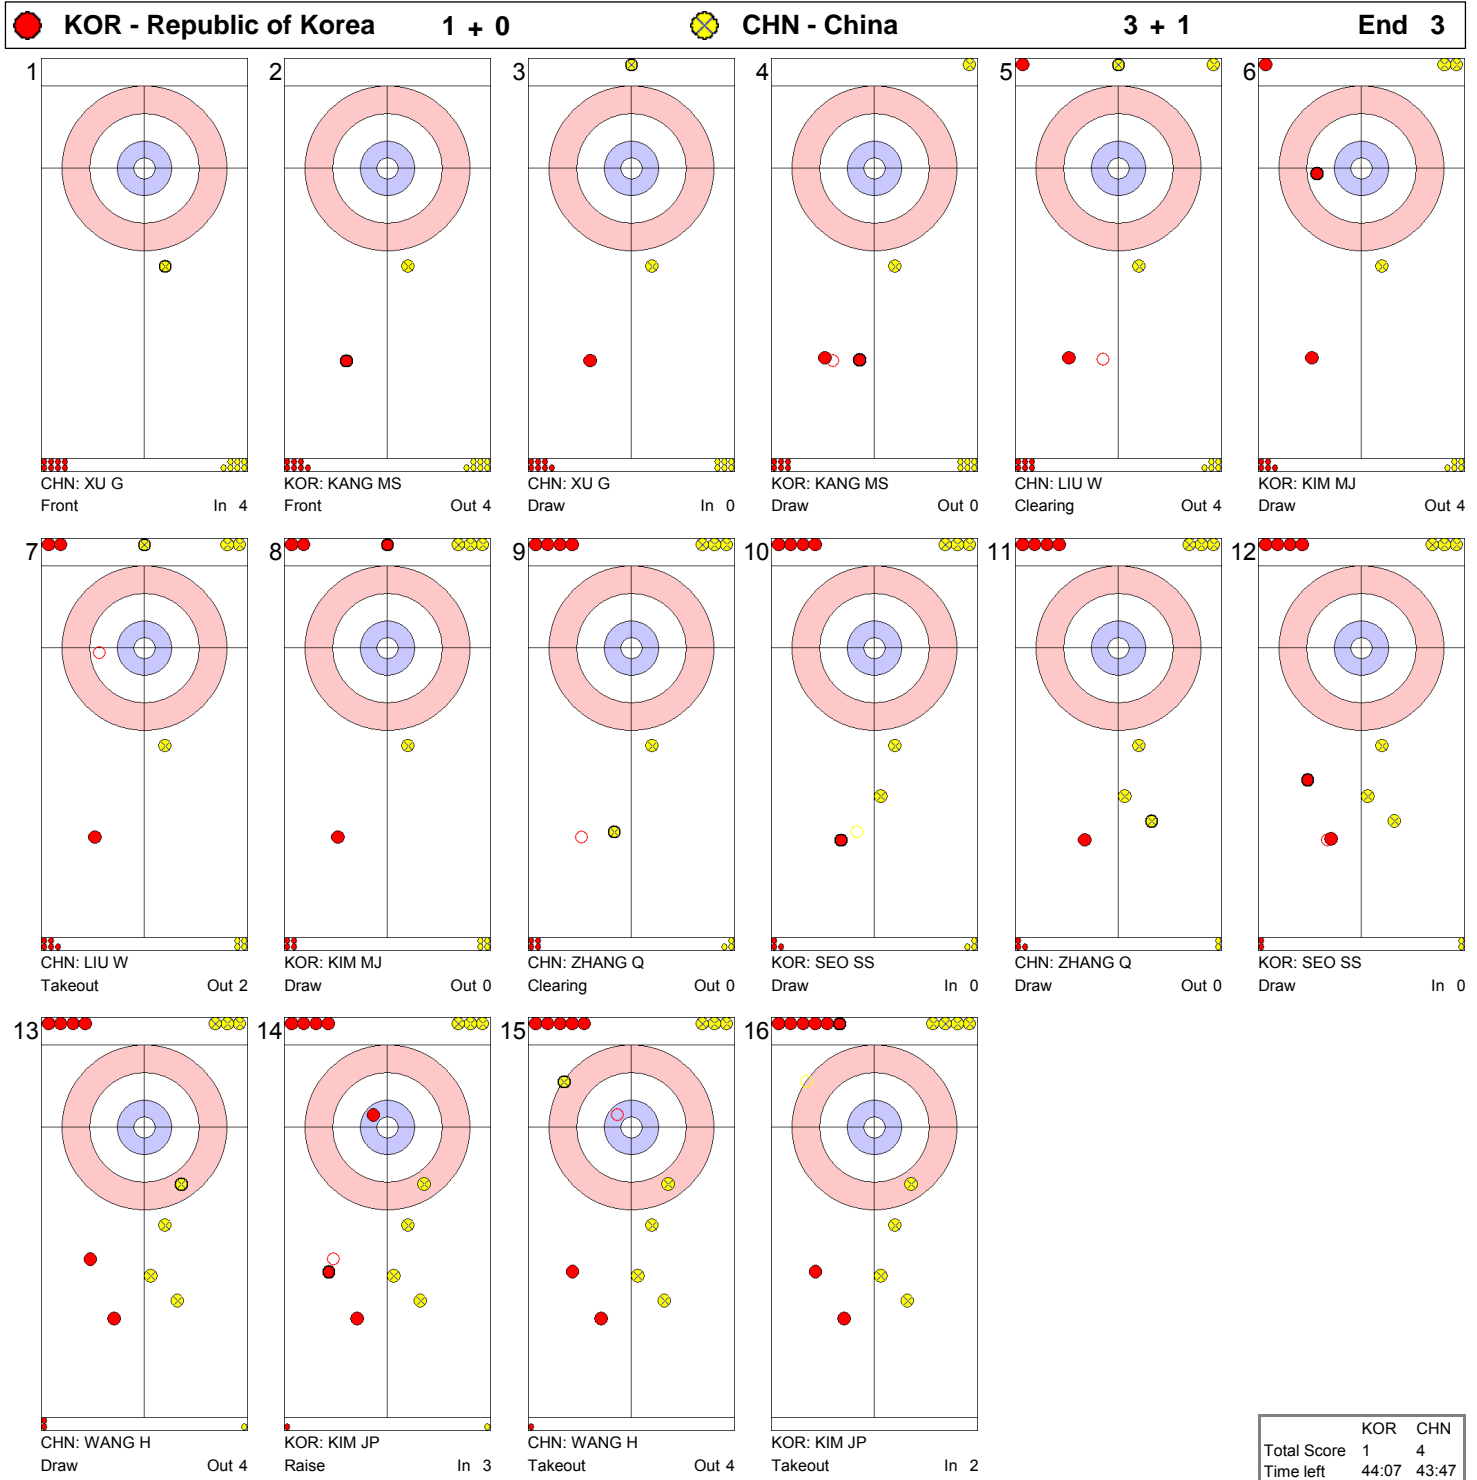 KOR - Republic of Korea 1 + 0 CHN - China 3 + 1 End 3
1 2 3 4 5 6
CHN: XU G KOR: KANG MS CHN: XU G KOR: KANG MS CHN: LIU W KOR: KIM MJ
Front In 4 Front Out 4 Draw In 0 Draw Out 0 Clearing Out 4 Draw Out 4
7 8 9 10 11 12
CHN: LIU W KOR: KIM MJ CHN: ZHANG Q KOR: SEO SS CHN: ZHANG Q KOR: SEO SS
Takeout Out 2 Draw Out 0 Clearing Out 0 Draw In 0 Draw Out 0 Draw In 0
13 14 15 16
CHN: WANG H KOR: KIM JP CHN: WANG H KOR: KIM JP
Draw Out 4 Raise In 3 Takeout Out 4 Takeout In 2
KOR CHN
Total Score 1 4
Time left 44:07 43:47